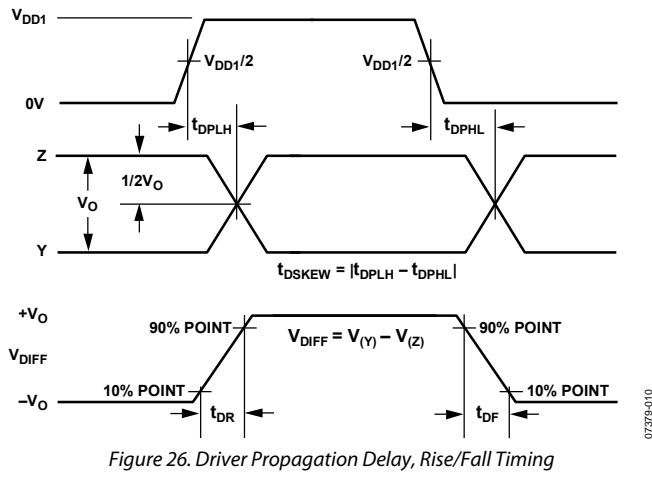 VDD1
VDD1/2
VDD1/2
0V
tDPLH
tDPHL
Z
1/2VO
VO
Y
tDSKEW = |tDPLH – tDPHL|
+VO
90% POINT
VDIFF = V(Y) – V(Z)
90% POINT
VDIFF
10% POINT
10% POINT
–VO
tDR
tDF
07379-010
Figure 26. Driver Propagation Delay, Rise/Fall Timing